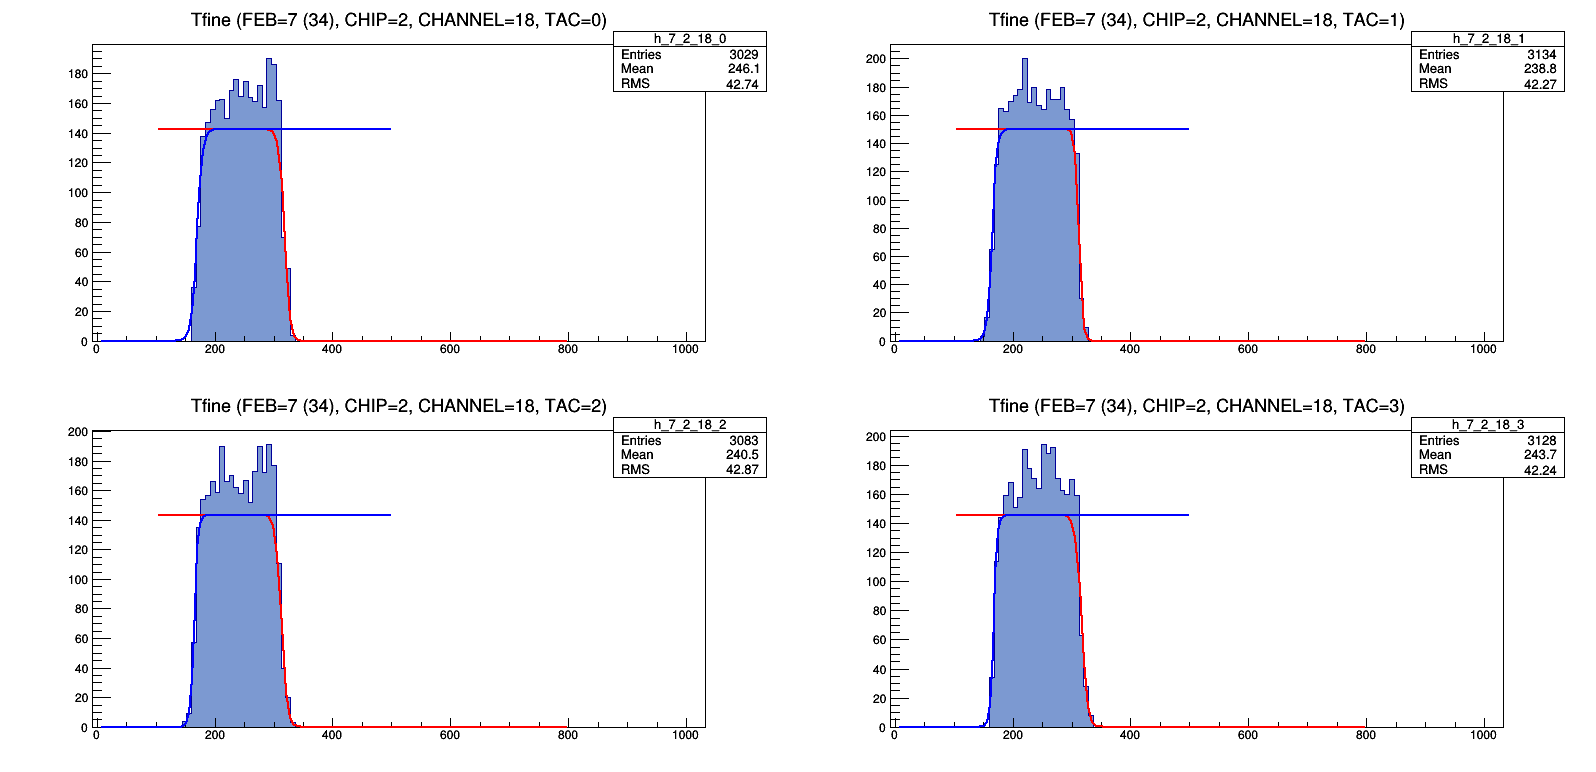 Tfine (FEB=7 (34), CHIP=2, CHANNEL=18, TAC=0)
h_7_2_18_0
Entries 3029
Mean 246.1
RMS 42.74
180
160
140
120
100
80
60
40
20
0
0 200 400 600 800 1000
Tfine (FEB=7 (34), CHIP=2, CHANNEL=18, TAC=1)
h_7_2_18_1
Entries 3134
Mean 238.8
RMS 42.27
200
180
160
140
120
100
80
60
40
20
0
0 200 400 600 800 1000
Tfine (FEB=7 (34), CHIP=2, CHANNEL=18, TAC=2)
h_7_2_18_2
Entries 3083
Mean 240.5
RMS 42.87
200
180
160
140
120
100
80
60
40
20
0
0 200 400 600 800 1000
Tfine (FEB=7 (34), CHIP=2, CHANNEL=18, TAC=3)
h_7_2_18_3
Entries 3128
Mean 243.7
RMS 42.24
200
180
160
140
120
100
80
60
40
20
0
0 200 400 600 800 1000